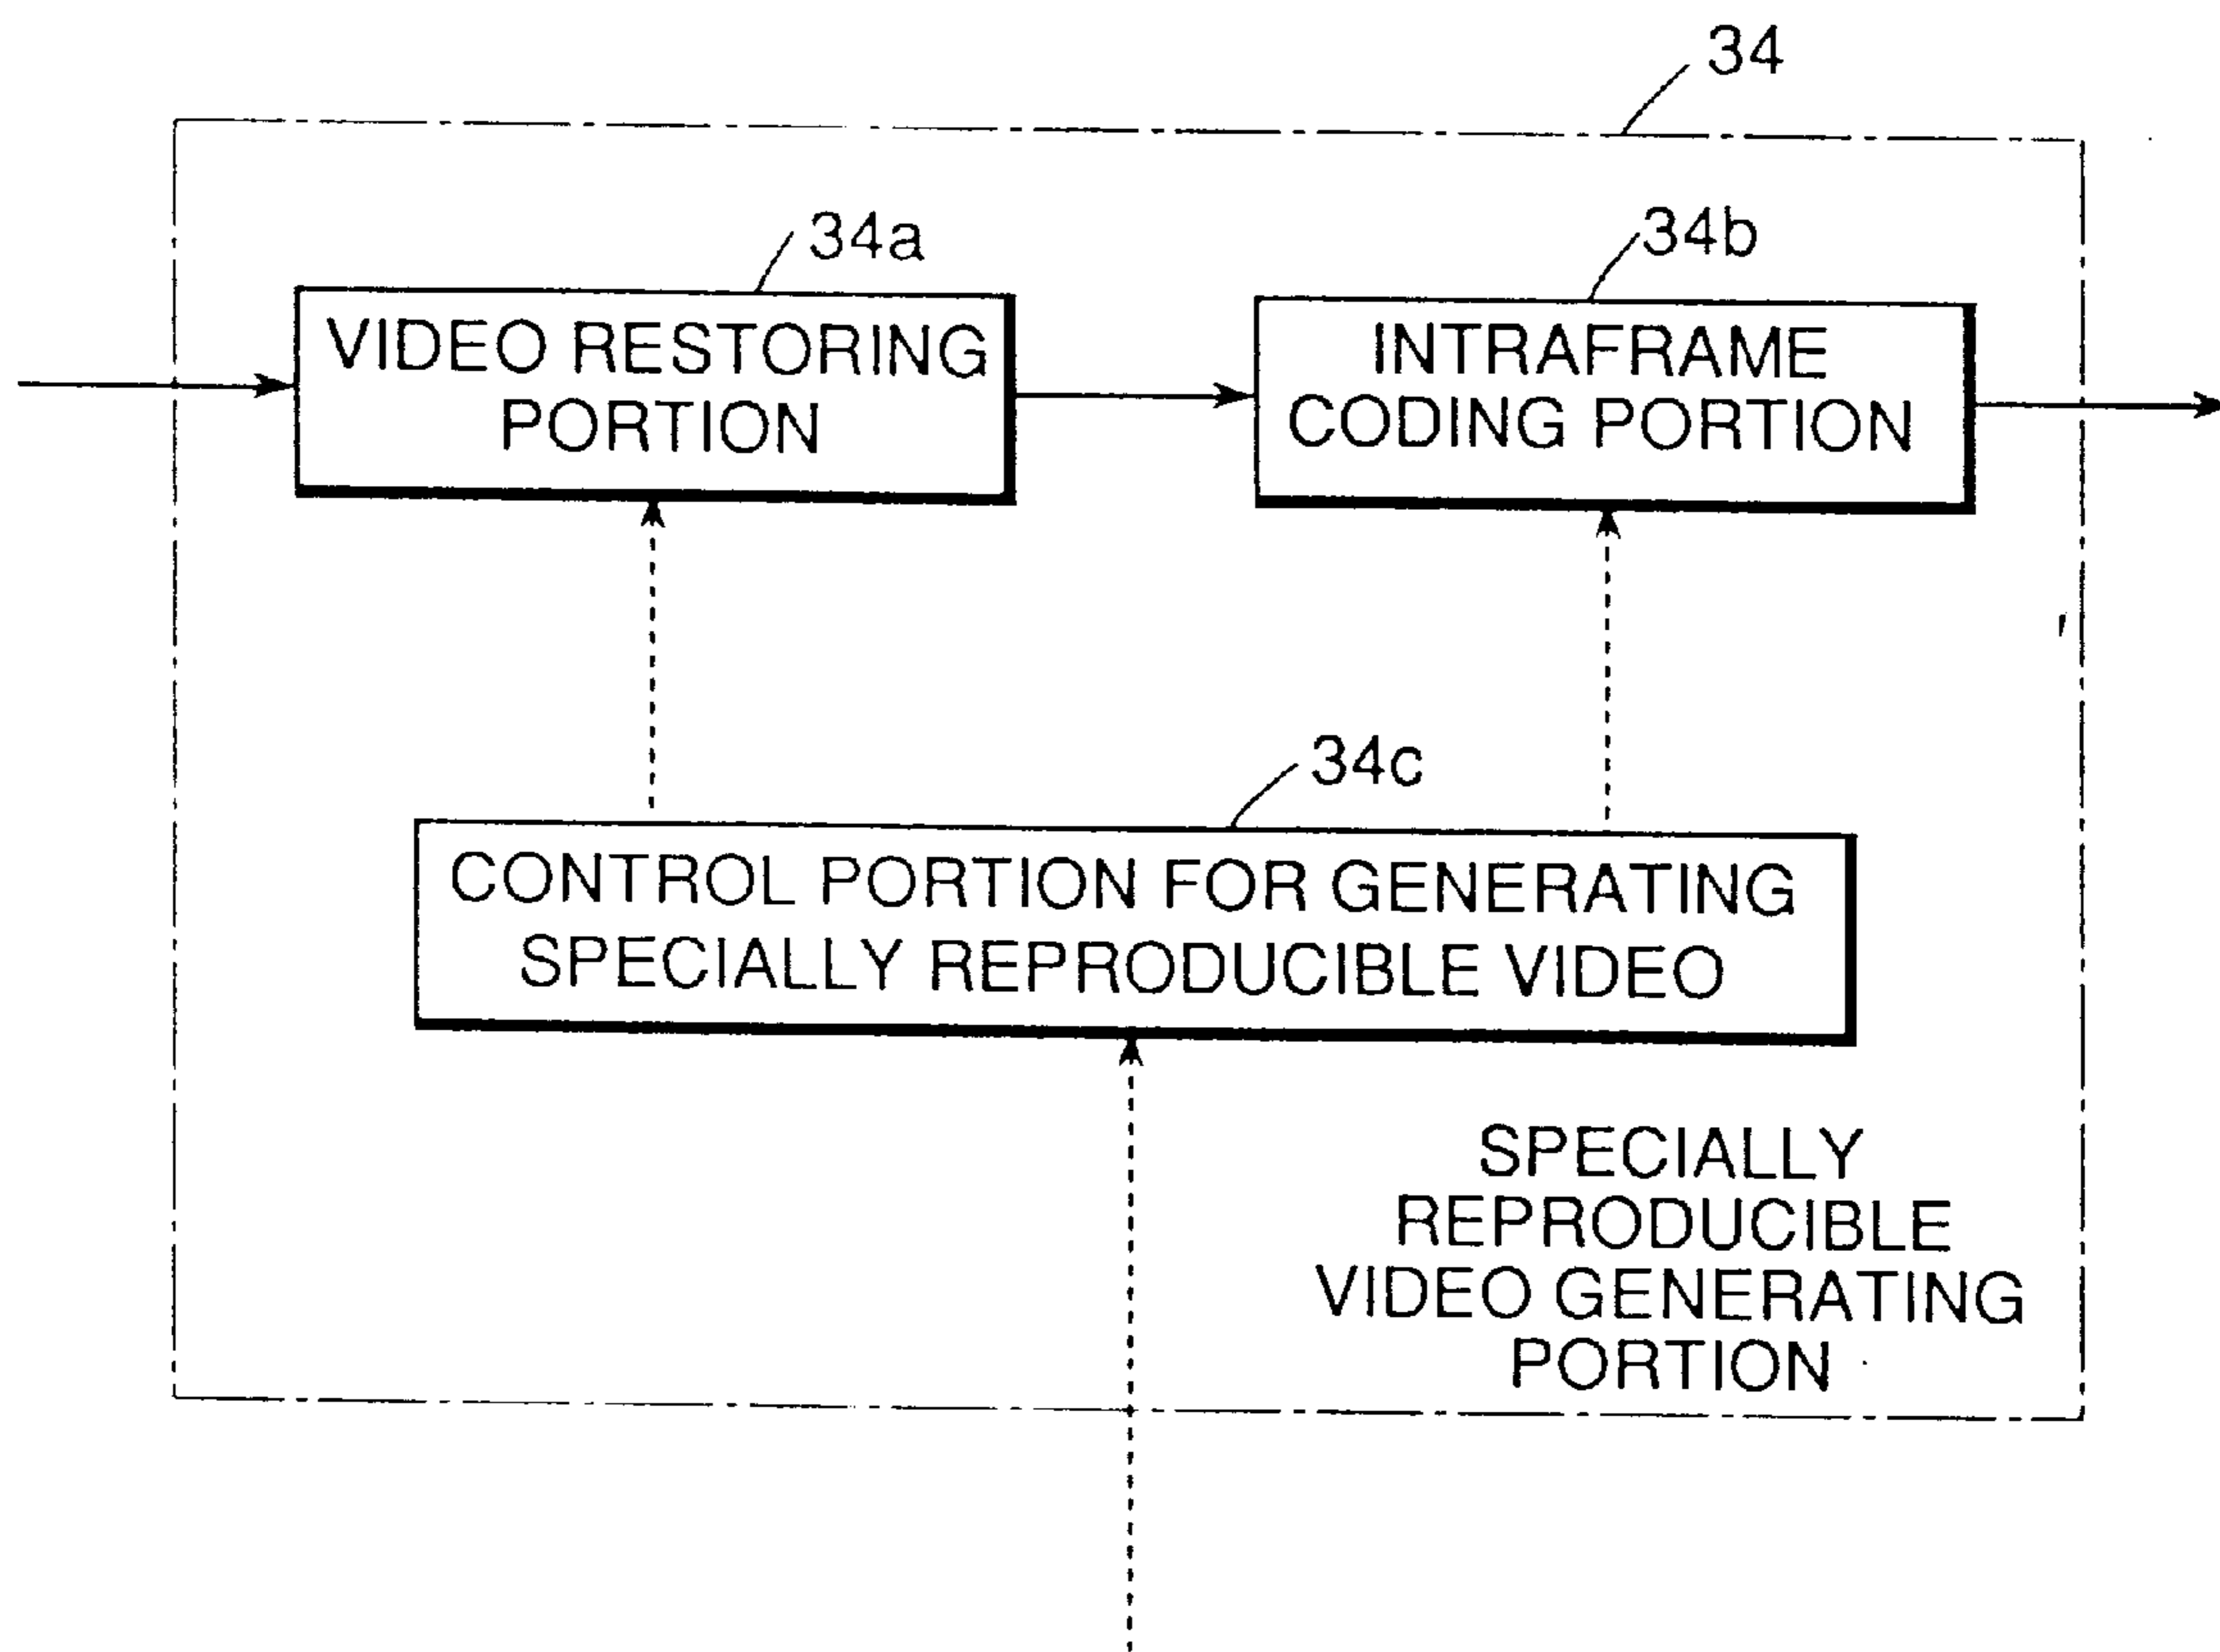 34
34a
34b
VIDEO RESTORING
PORTION
INTRAFRAME
CODING PORTION
34c
CONTROL PORTION FOR GENERATING
SPECIALLY REPRODUCIBLE VIDEO
SPECIALLY
REPRODUCIBLE
VIDEO GENERATING
PORTION